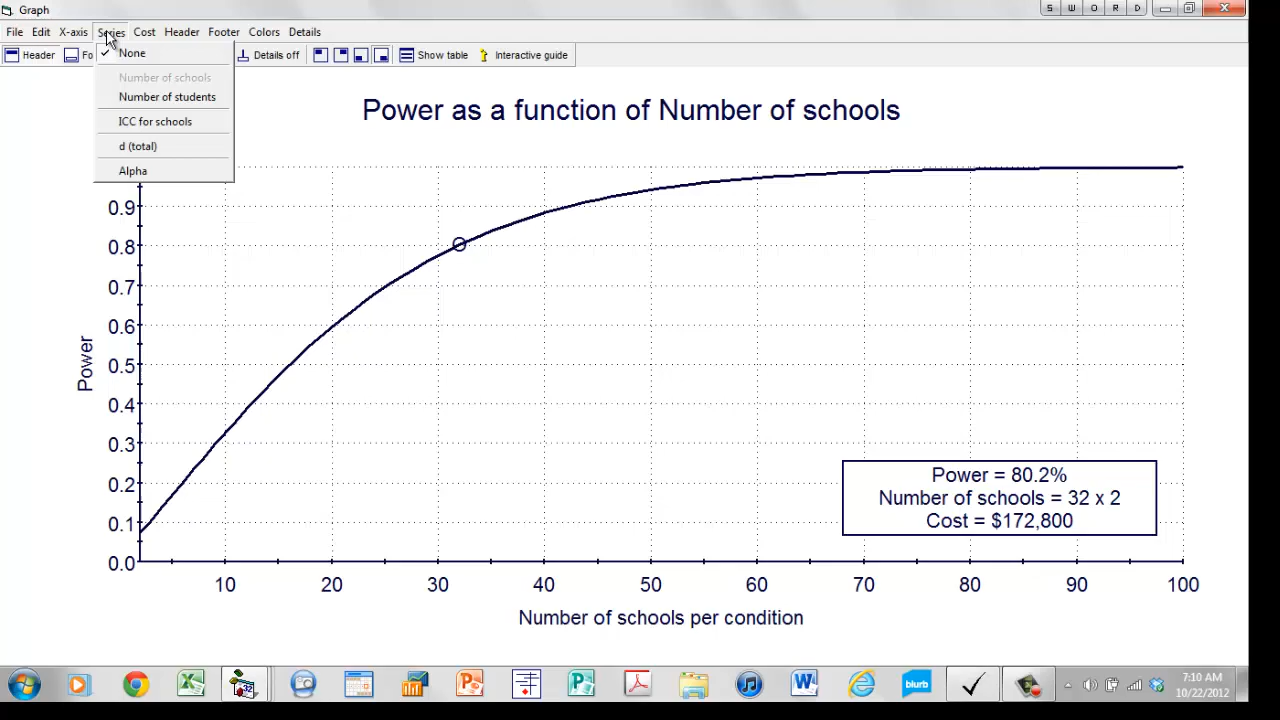 Graph
S W O R D
File Edit X-axis Series Cost Header Footer Colors Details
Header Fo Details off Show table Interactive guide
None
Number of schools
Number of students
ICC for schools
d (total)
Alpha
Power as a function of Number of schools
0.9
0.8
0.7
0.6
0.5
0.4
0.3
0.2
0.1
0.0
Power
Power = 80.2%
Number of schools = 32 x 2
Cost = $172,800
10 20 30 40 50 60 70 80 90 100
Number of schools per condition
32
blurb
7:10 AM
10/22/2012